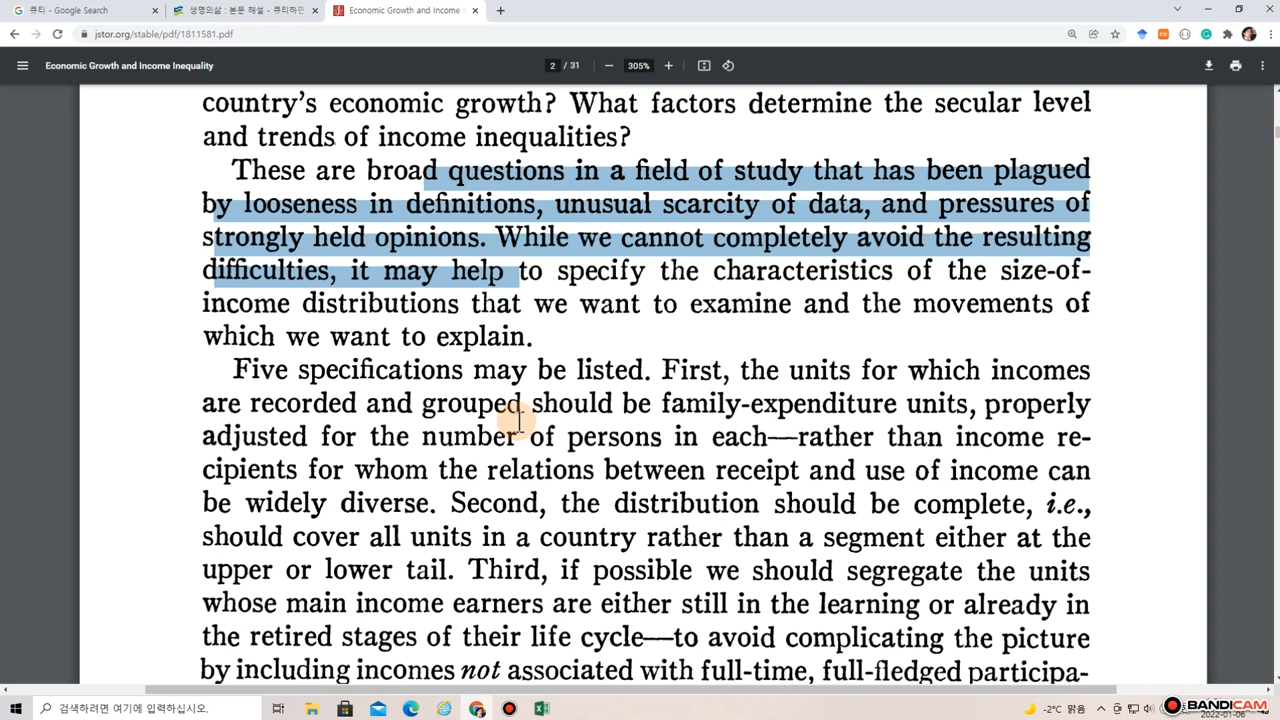 큐티 - Google Search
생명의삶 : 본문 해설 - 큐티하면
Economic Growth and Income
jstor.org/stable/pdf/1811581.pdf
Economic Growth and Income Inequality
2 / 31
305%
country's economic growth? What factors determine the secular level
and trends of income inequalities?
These are broad questions in a field of study that has been plagued
by looseness in definitions, unusual scarcity of data, and pressures of
strongly held opinions. While we cannot completely avoid the resulting
difficulties, it may help to specify the characteristics of the size-of-
income distributions that we want to examine and the movements of
which we want to explain.
Five specifications may be listed. First, the units for which incomes
are recorded and grouped should be family-expenditure units, properly
adjusted for the number of persons in each—rather than income re-
cipients for whom the relations between receipt and use of income can
be widely diverse. Second, the distribution should be complete, i.e.,
should cover all units in a country rather than a segment either at the
upper or lower tail. Third, if possible we should segregate the units
whose main income earners are either still in the learning or already in
the retired stages of their life cycle—to avoid complicating the picture
by including incomes not associated with full-time, full-fledged participa-
검색하려면 여기에 입력하십시오.
-2°C 맑음
BANDICAM
2022-01-06